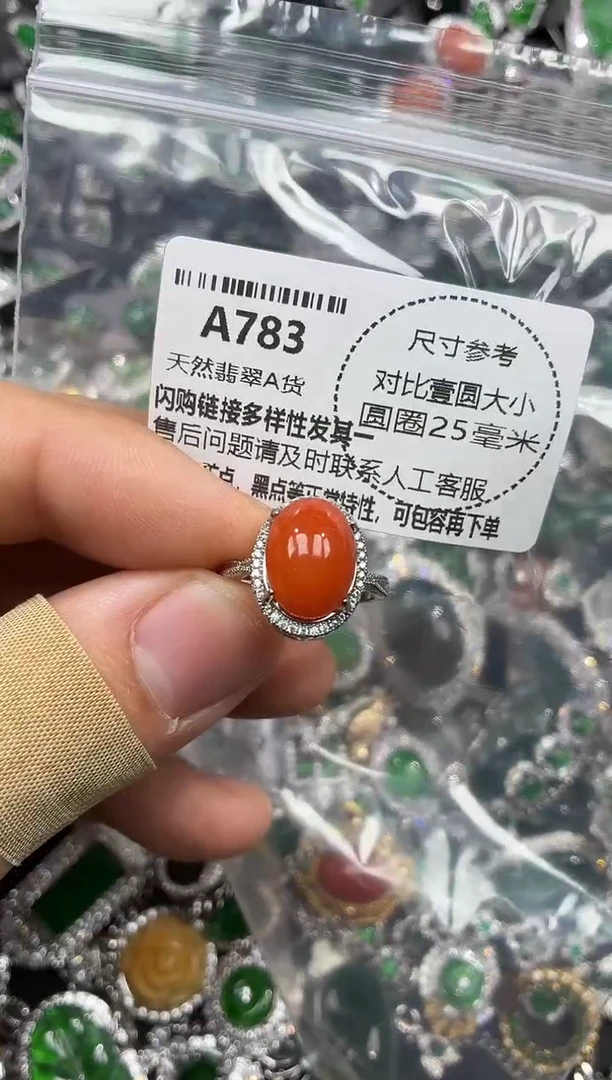 A783
天然翡翠A货
闪购链接多样性发其一
售后问题请及时联系人工客服
矿点，黑点等正常特性，可包容再下单
尺寸参考
对比壹圆大小
圆圈25毫米